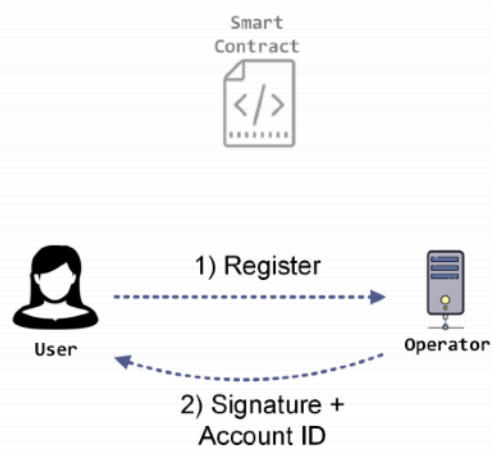 Smart
Contract
</>
1) Register
User
Operator
2) Signature +
Account ID